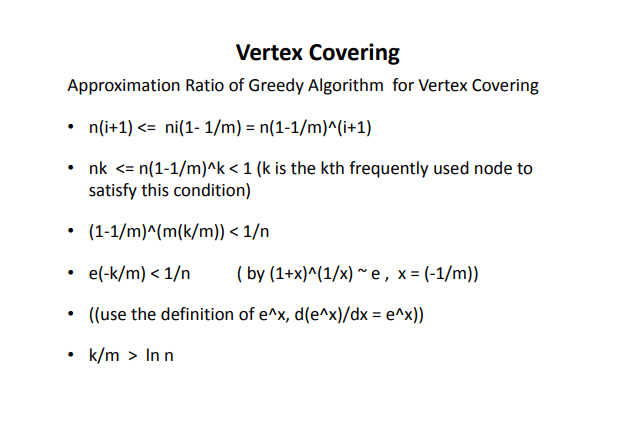 Vertex Covering
Approximation Ratio of Greedy Algorithm for Vertex Covering
• n(i+1) <= ni(1- 1/m) = n(1-1/m)^(i+1)
• nk <= n(1-1/m)^k < 1 (k is the kth frequently used node to
satisfy this condition)
• (1-1/m)^(m(k/m)) < 1/n
• e(-k/m) < 1/n ( by (1+x)^(1/x) ~ e , x = (-1/m))
• ((use the definition of e^x, d(e^x)/dx = e^x))
• k/m > ln n